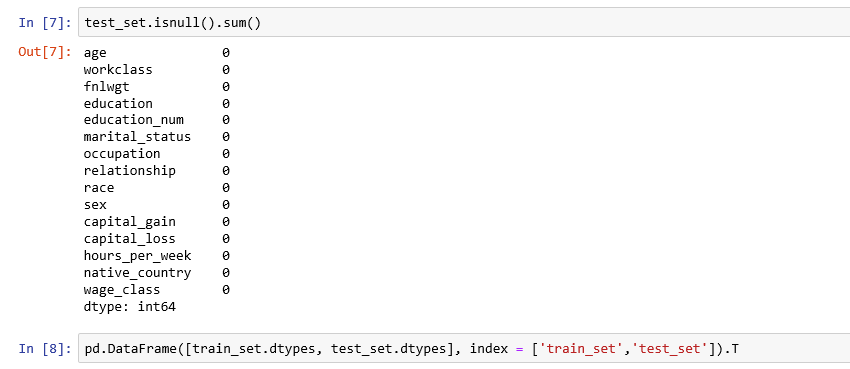 In [7]: test_set.isnull().sum()
Out[7]: age 0
workclass 0
fnlwgt 0
education 0
education_num 0
marital_status 0
occupation 0
relationship 0
race 0
sex 0
capital_gain 0
capital_loss 0
hours_per_week 0
native_country 0
wage_class 0
dtype: int64
In [8]: pd.DataFrame([train_set.dtypes, test_set.dtypes], index = ['train_set','test_set']).T